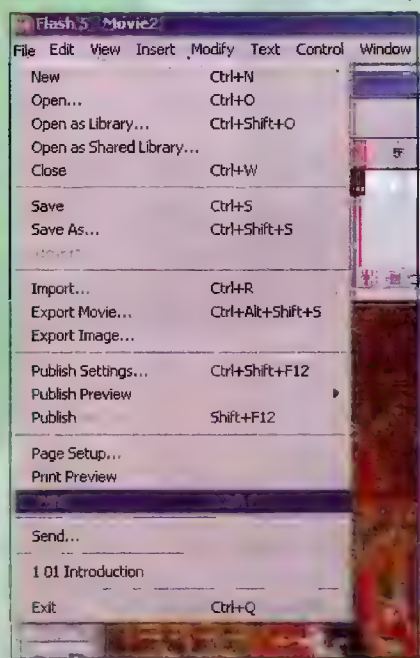 Flash 5 Movie2
File Edit View Insert Modify Text Control Window
New Ctrl+N
Open... Ctrl+O
Open as Library... Ctrl+Shift+O
Open as Shared Library...
Close Ctrl+W
Save Ctrl+S
Save As... Ctrl+Shift+S
Import... Ctrl+R
Export Movie... Ctrl+Alt+Shift+S
Export Image...
Publish Settings... Ctrl+Shift+F12
Publish Preview
Publish Shift+F12
Page Setup...
Print Preview
Send...
1 01 Introduction
Exit Ctrl+Q